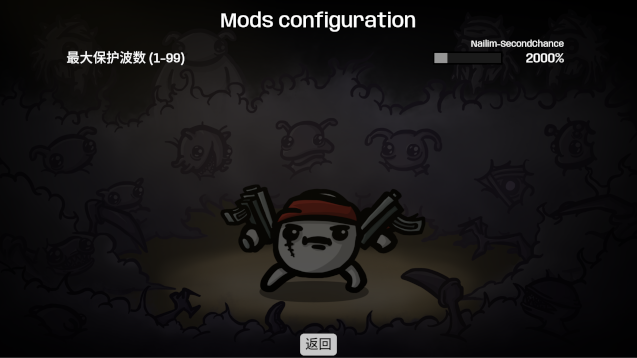 Mods configuration
Nailim-SecondChance
最大保护波数 (1-99)
2000%
返回